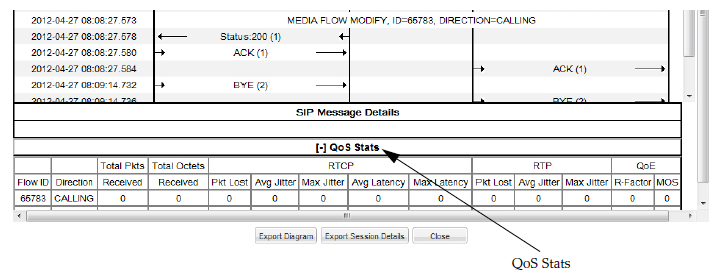 2012-04-27 08:08:27.573 MEDIA FLOW MODIFY, ID=65783, DIRECTION=CALLING
2012-04-27 08:08:27.578 Status:200 (1)
2012-04-27 08:08:27.580 ACK (1)
2012-04-27 08:08:27.584 ACK (1)
2012-04-27 08:09:14.732 BYE (2)
2012-04-27 08:09:14.736 BYE (2)
SIP Message Details
[-] QoS Stats
Total Pkts Total Octets RTCP RTP QoE
Flow ID Direction Received Received Pkt Lost Avg Jitter Max Jitter Avg Latency Max Latency Pkt Lost Avg Jitter Max Jitter R-Factor MOS
65783 CALLING 0 0 0 0 0 0 0 0 0 0 0 0
Export Diagram Export Session Details Close
QoS Stats